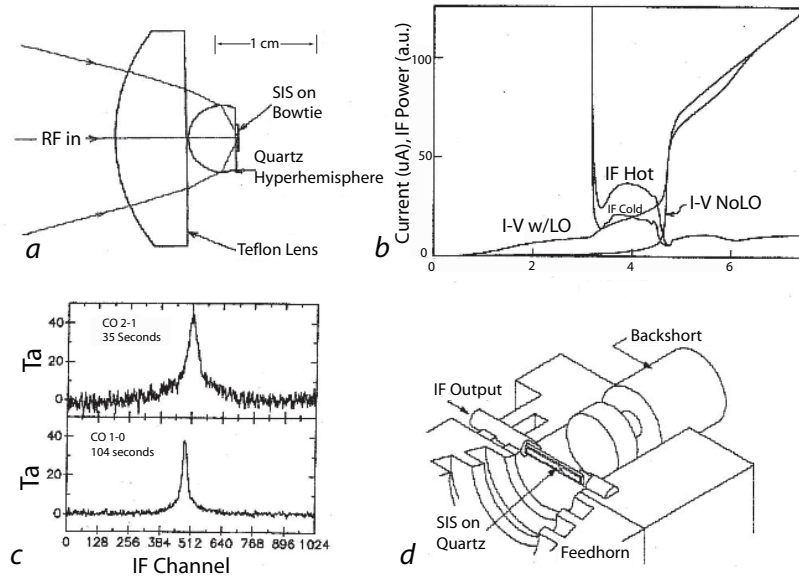 1 cm
SIS on
Bowtie
RF in
Quartz
Hyperhemisphere
Teflon Lens
a
Current (uA), IF Power (a.u.)
100
50
0
IF Hot
IF Cold
I-V NoLO
I-V w/LO
b
0 2 4 6
Ta
40
20
0
CO 2-1
35 Seconds
Ta
40
20
0
CO 1-0
104 seconds
0 128 256 384 512 640 768 896 1024
c
IF Channel
Backshort
IF Output
SIS on
Quartz
Feedhorn
d